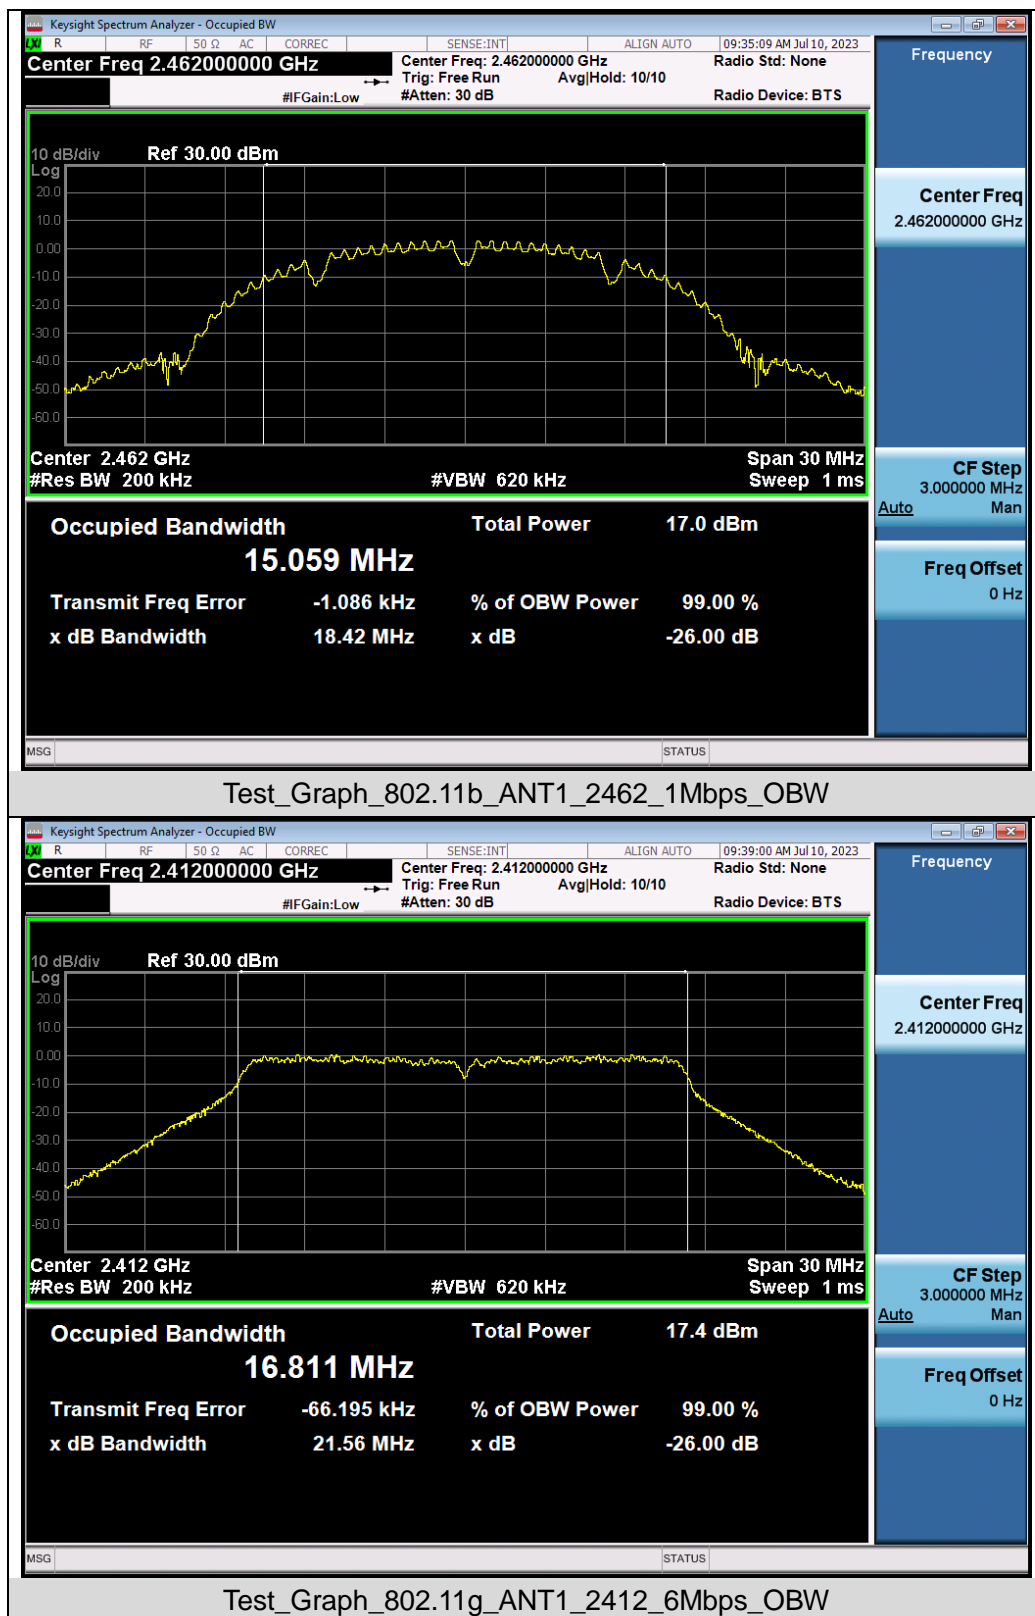 Keysight Spectrum Analyzer - Occupied BW
LXI R RF 50 Ω AC CORREC SENSE:INT ALIGN AUTO 09:35:09 AM Jul 10, 2023
Center Freq 2.462000000 GHz
Center Freq: 2.462000000 GHz
Radio Std: None
Trig: Free Run Avg|Hold: 10/10
#IFGain:Low
#Atten: 30 dB
Radio Device: BTS
Frequency
10 dB/div Ref 30.00 dBm
Log
20.0
10.0
0.00
-10.0
-20.0
-30.0
-40.0
-50.0
-60.0
Center Freq
2.462000000 GHz
Center 2.462 GHz Span 30 MHz
#Res BW 200 kHz #VBW 620 kHz Sweep 1 ms
CF Step
3.000000 MHz
Auto Man
Occupied Bandwidth Total Power 17.0 dBm
15.059 MHz
Transmit Freq Error -1.086 kHz % of OBW Power 99.00 %
x dB Bandwidth 18.42 MHz x dB -26.00 dB
Freq Offset
0 Hz
MSG STATUS
Test_Graph_802.11b_ANT1_2462_1Mbps_OBW
Keysight Spectrum Analyzer - Occupied BW
LXI R RF 50 Ω AC CORREC SENSE:INT ALIGN AUTO 09:39:00 AM Jul 10, 2023
Center Freq 2.412000000 GHz
Center Freq: 2.412000000 GHz
Radio Std: None
Trig: Free Run Avg|Hold: 10/10
#IFGain:Low
#Atten: 30 dB
Radio Device: BTS
Frequency
10 dB/div Ref 30.00 dBm
Log
20.0
10.0
0.00
-10.0
-20.0
-30.0
-40.0
-50.0
-60.0
Center Freq
2.412000000 GHz
Center 2.412 GHz Span 30 MHz
#Res BW 200 kHz #VBW 620 kHz Sweep 1 ms
CF Step
3.000000 MHz
Auto Man
Occupied Bandwidth Total Power 17.4 dBm
16.811 MHz
Transmit Freq Error -66.195 kHz % of OBW Power 99.00 %
x dB Bandwidth 21.56 MHz x dB -26.00 dB
Freq Offset
0 Hz
MSG STATUS
Test_Graph_802.11g_ANT1_2412_6Mbps_OBW